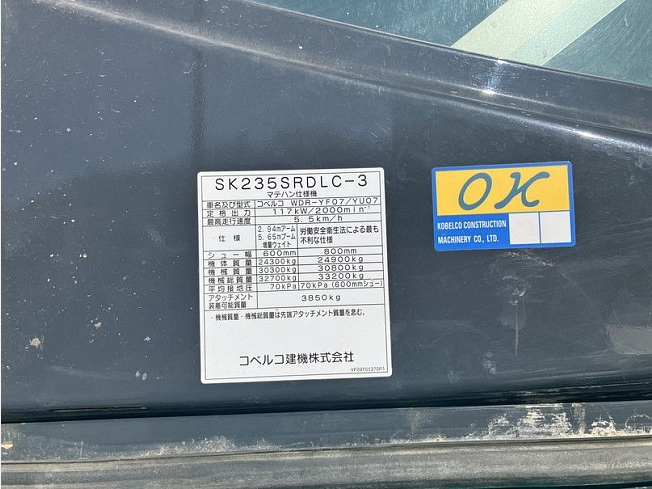 SK235SRDLC-3
マテハン仕様機
車名及び型式 コベルコ WDR-YF07/YU07
定格出力 117kW/2000min⁻¹
最高走行速度 5.5km/h
仕様 2.94mアーム 5.65mブーム 増量ウェイト 労働安全衛生法による最も不利な仕様
シュー幅 600mm 800mm
機体質量 24300kg 24900kg
機械質量 30300kg 30800kg
機械総質量 32700kg 33200kg
平均接地圧 70kPa 70kPa (600mmシュー)
アタッチメント装着可能質量 3850kg
・機械質量・機械総質量は先端アタッチメント質量を含む。
コベルコ建機株式会社
OK
KOBELCO CONSTRUCTION
MACHINERY CO., LTD.